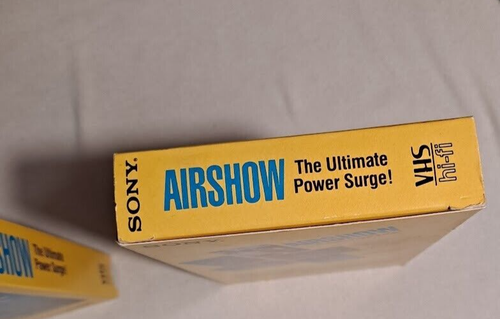 SONY.
AIRSHOW
The Ultimate
Power Surge!
VHS
hi-fi
SHOW
The Ultimate
Power Surge!